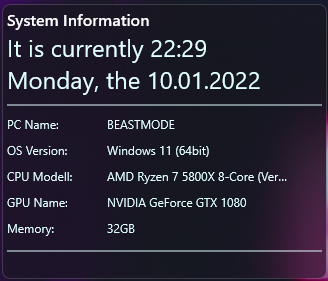 System Information
It is currently 22:29
Monday, the 10.01.2022
PC Name: BEASTMODE
OS Version: Windows 11 (64bit)
CPU Modell: AMD Ryzen 7 5800X 8-Core (Ver...
GPU Name: NVIDIA GeForce GTX 1080
Memory: 32GB